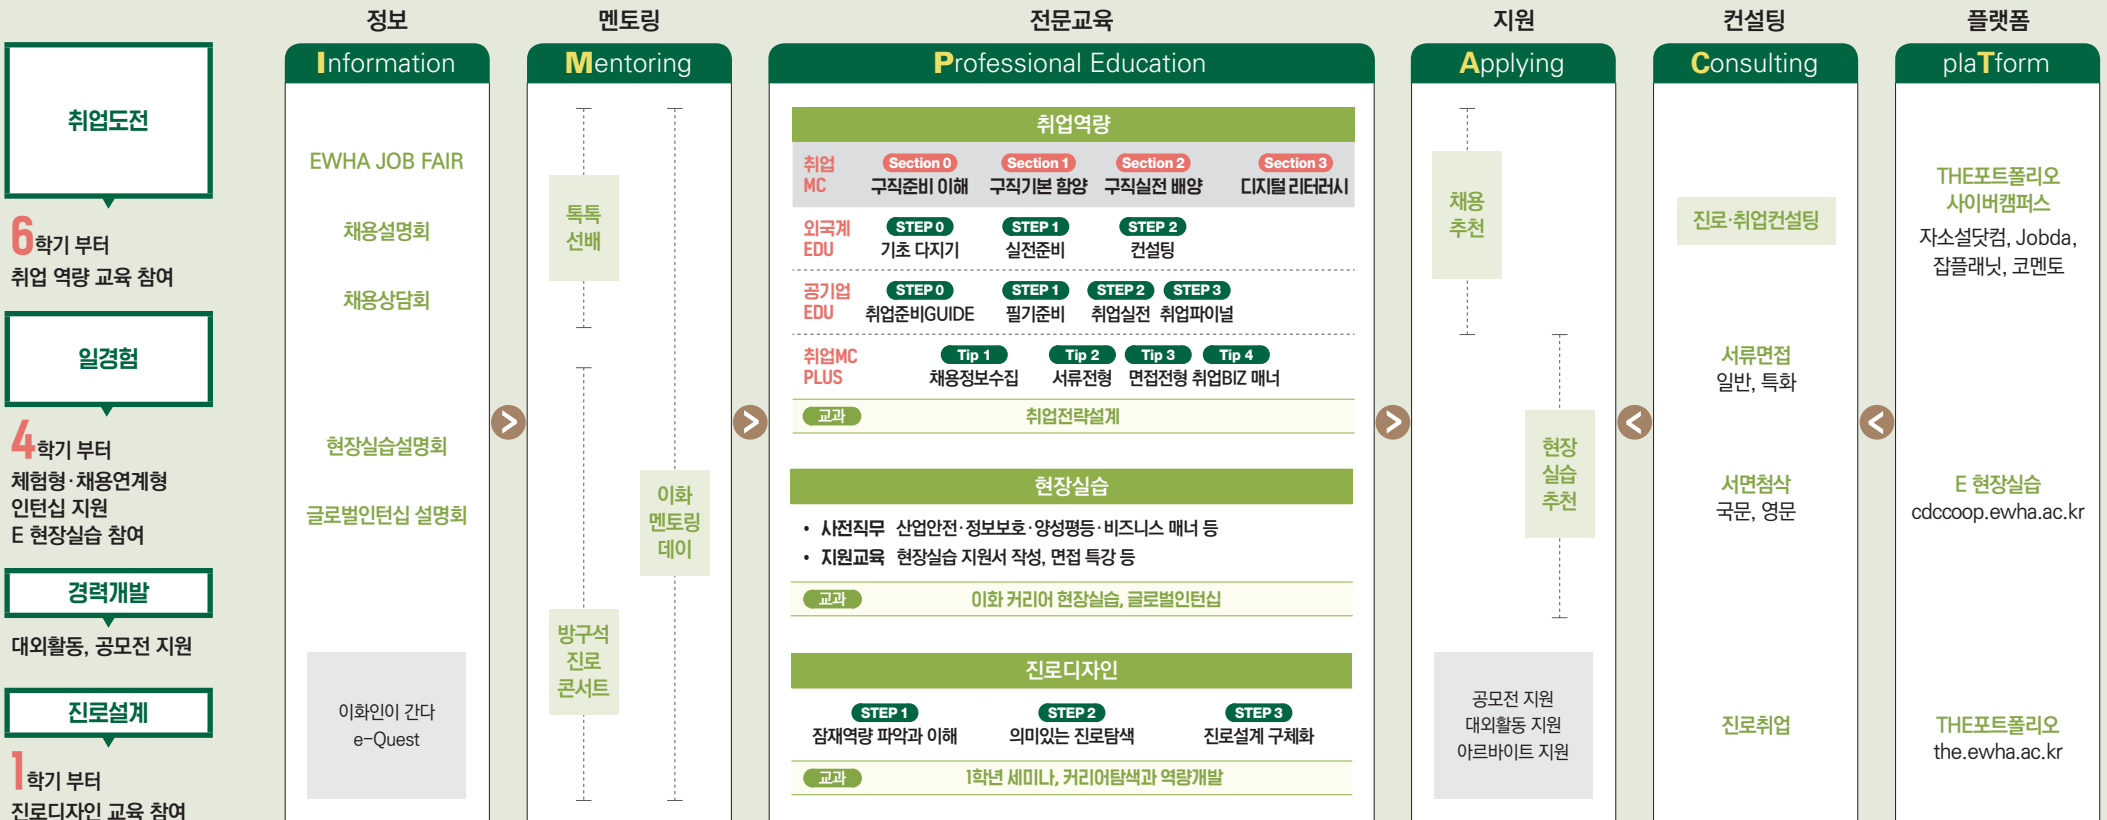 정보
멘토링
전문교육
지원
컨설팅
플랫폼
Information
Mentoring
Professional Education
Applying
Consulting
plaTform
취업도전
6학기 부터
취업 역량 교육 참여
일경험
4학기 부터
체험형·채용연계형
인턴십 지원
E 현장실습 참여
경력개발
대외활동, 공모전 지원
진로설계
1학기 부터
진로디자인 교육 참여
EWHA JOB FAIR
채용설명회
채용상담회
현장실습설명회
글로벌인턴십 설명회
이화인이 간다
e-Quest
톡톡
선배
이화
멘토링
데이
방구석
진로
콘서트
취업역량
취업
MC
Section 0
Section 1
Section 2
Section 3
구직준비 이해
구직기본 함양
구직실전 배양
디지털 리터러시
외국계
EDU
STEP 0
STEP 1
STEP 2
기초 다지기
실전준비
컨설팅
공기업
EDU
STEP 0
STEP 1
STEP 2
STEP 3
취업준비GUIDE
필기준비
취업실전
취업파이널
취업MC
PLUS
Tip 1
Tip 2
Tip 3
Tip 4
채용정보수집
서류전형
면접전형
취업BIZ 매너
교과
취업전략설계
현장실습
• 사전직무 산업안전·정보보호·양성평등·비즈니스 매너 등
• 지원교육 현장실습 지원서 작성, 면접 특강 등
교과
이화 커리어 현장실습, 글로벌인턴십
진로디자인
STEP 1
STEP 2
STEP 3
잠재역량 파악과 이해
의미있는 진로탐색
진로설계 구체화
교과
1학년 세미나, 커리어탐색과 역량개발
채용
추천
현장
실습
추천
공모전 지원
대외활동 지원
아르바이트 지원
진로·취업컨설팅
서류면접
일반, 특화
서면첨삭
국문, 영문
진로취업
THE포트폴리오
사이버캠퍼스
자소설닷컴, Jobda,
잡플래닛, 코멘토
E 현장실습
cdccoop.ewha.ac.kr
THE포트폴리오
the.ewha.ac.kr